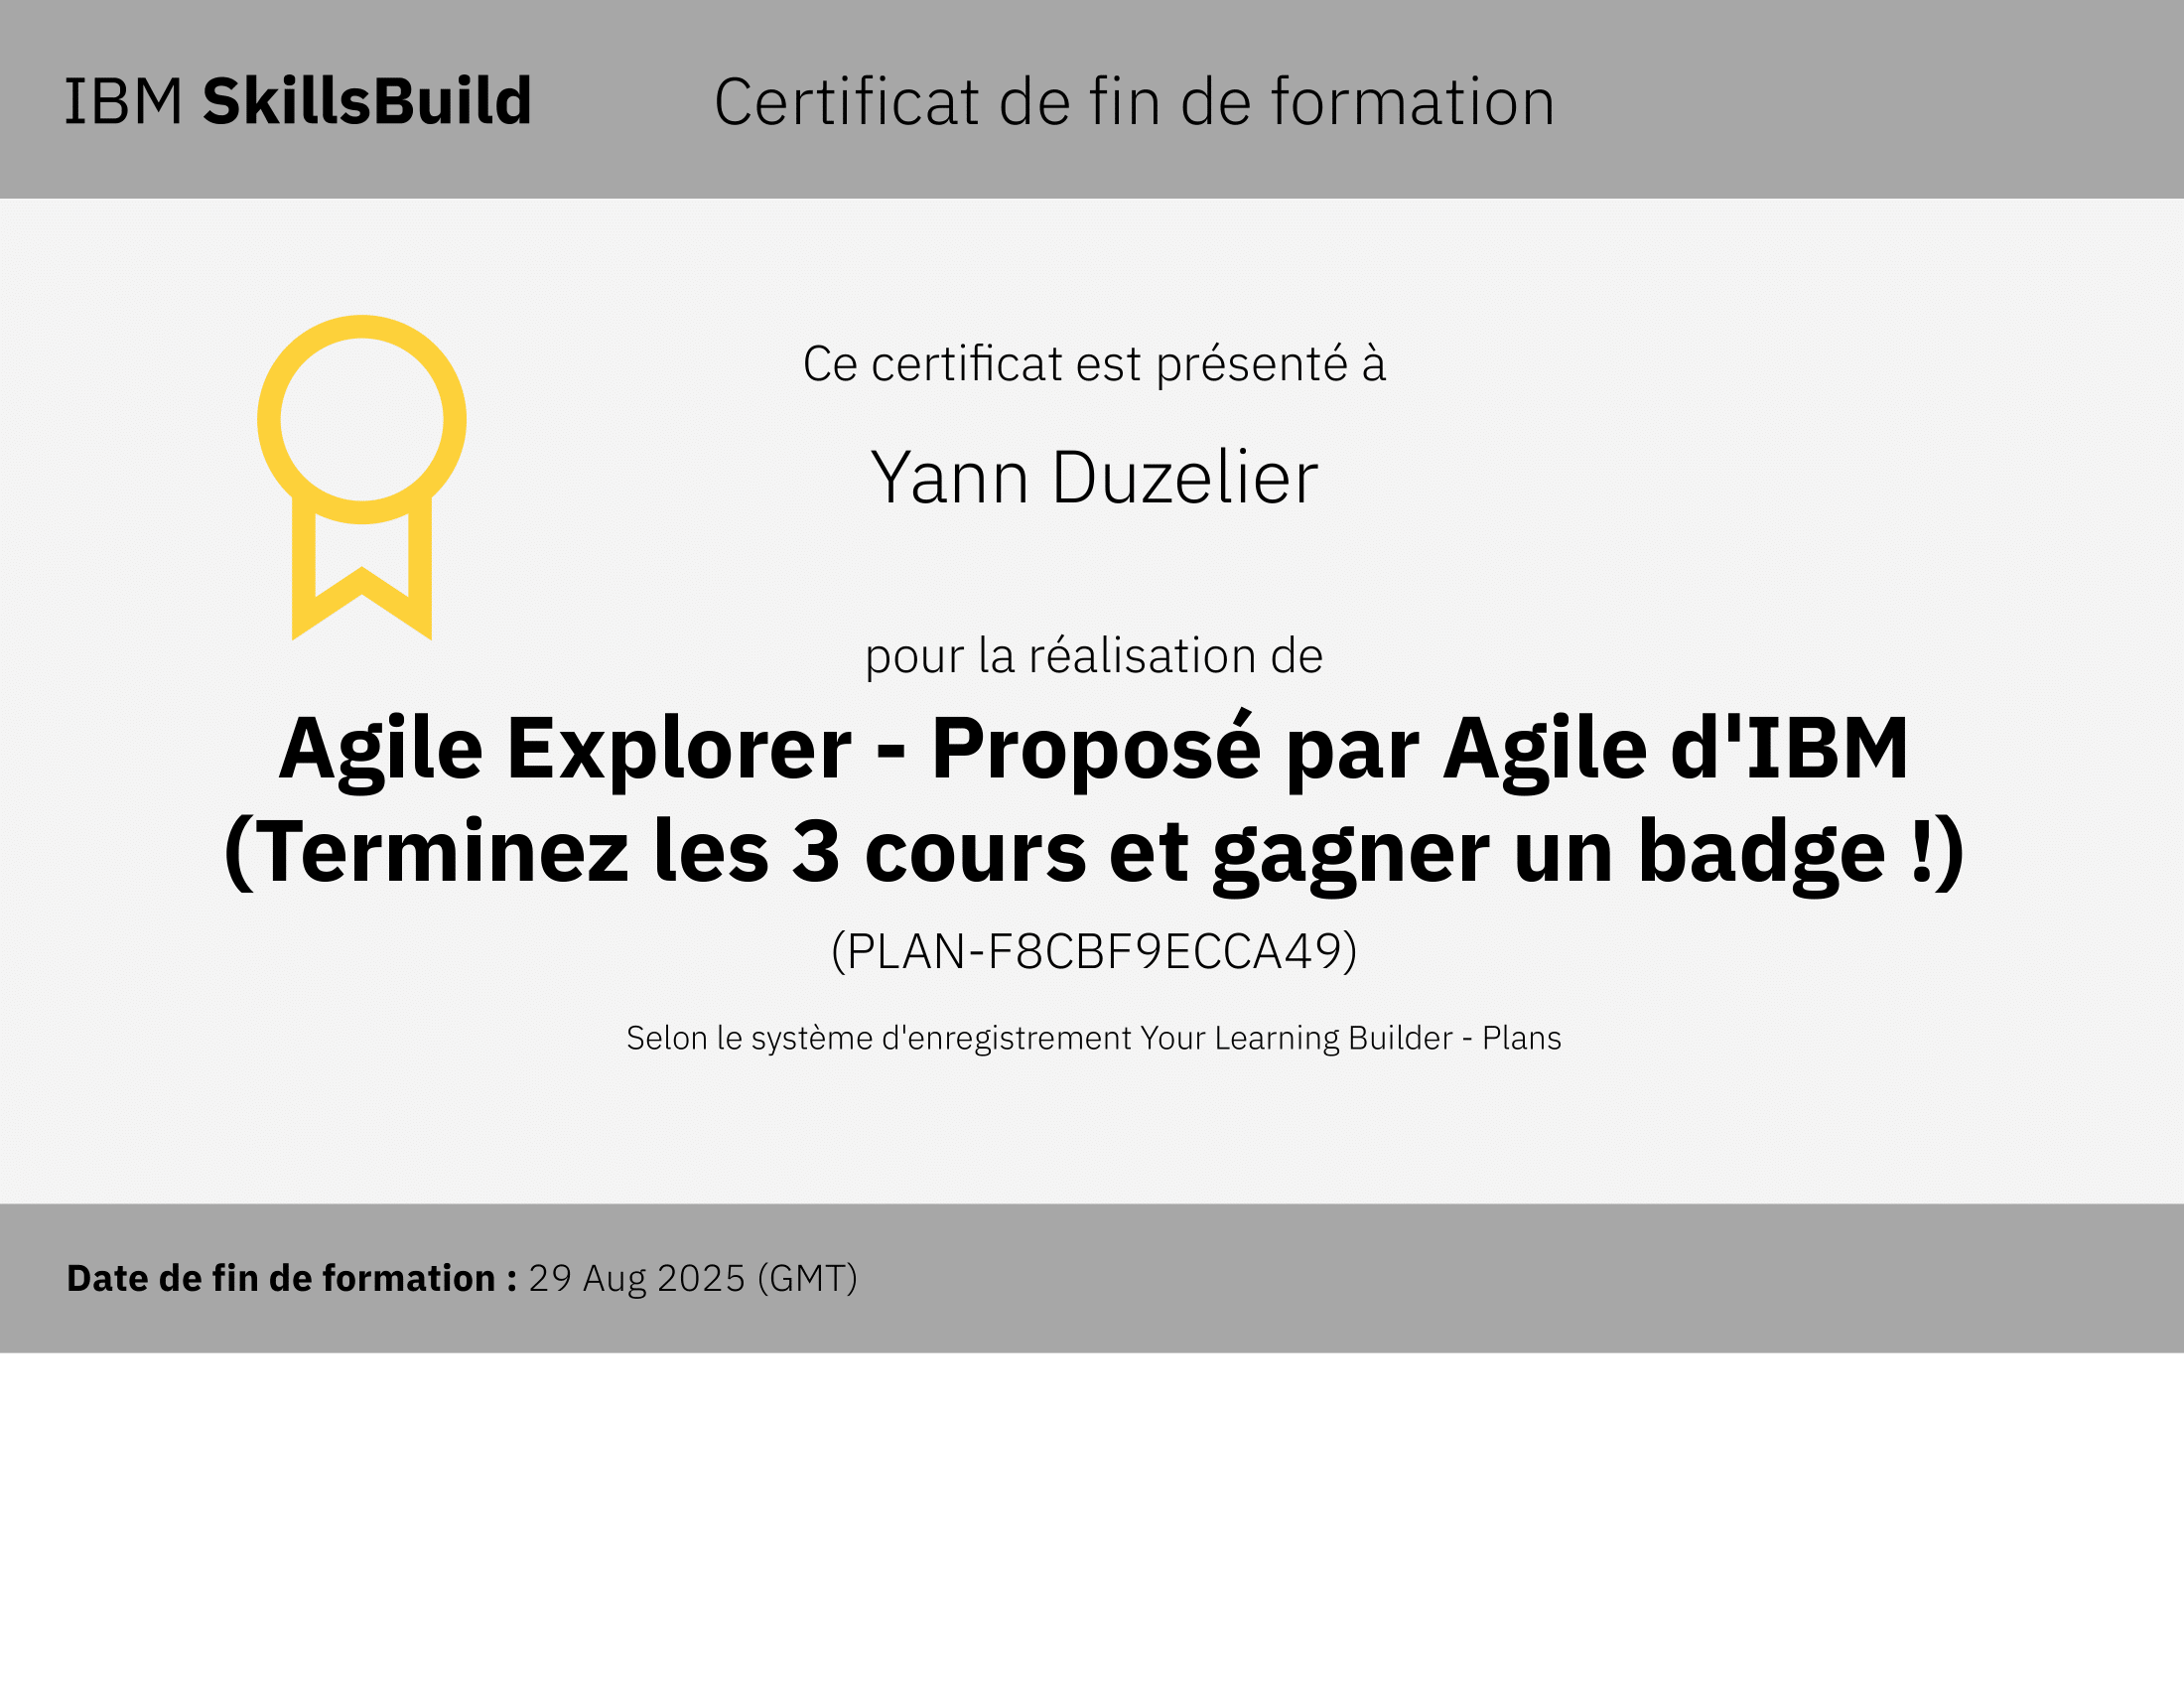 IBM SkillsBuild
Certificat de fin de formation
Ce certificat est présenté à
Yann Duzelier
pour la réalisation de
Agile Explorer - Proposé par Agile d'IBM
(Terminez les 3 cours et gagner un badge !)
(PLAN-F8CBF9ECCA49)
Selon le système d'enregistrement Your Learning Builder - Plans
Date de fin de formation : 29 Aug 2025 (GMT)